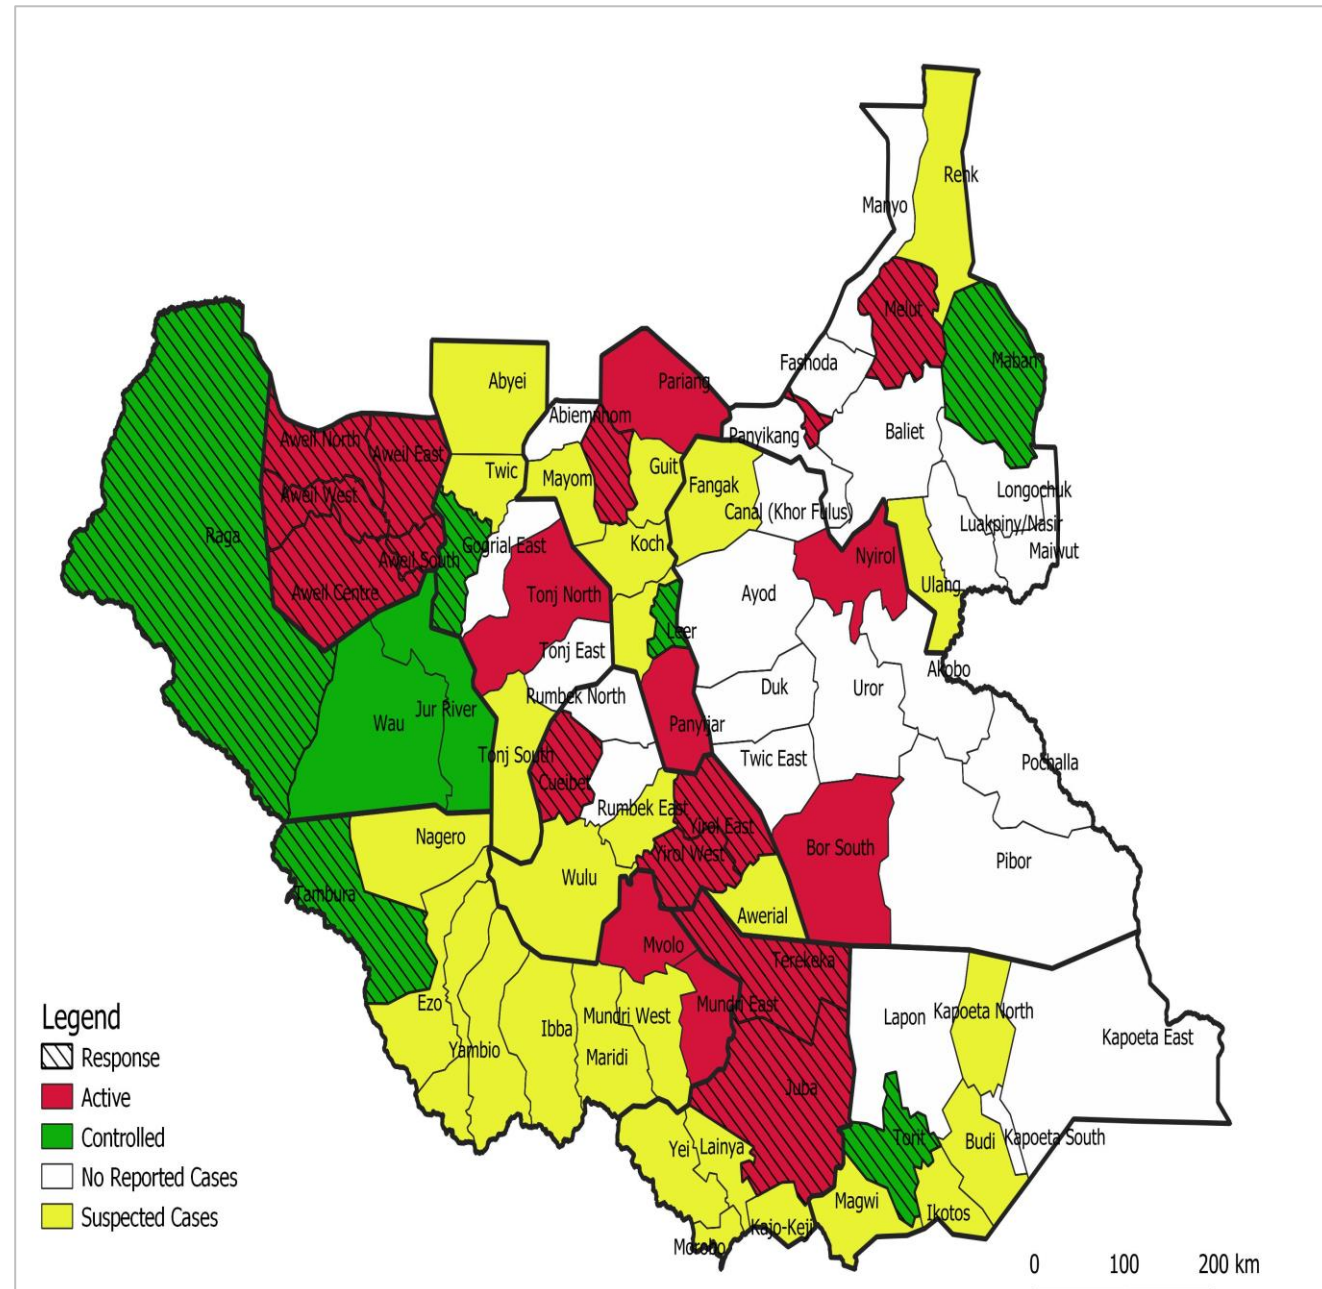 Renk
Manyo
Melut
Maban
Fashoda
Abyei
Pariang
Abiemnhom
Panyikang
Baliet
Aweil North
Aweil East
Twic
Mayom
Guit
Fangak
Longochuk
Aweil West
Canal (Khor Fulus)
Luakpiny/Nasir
Raga
Gogrial East
Koch
Nyirol
Maiwut
Aweil South
Aweil Centre
Tonj North
Ayod
Ulang
Leer
Tonj East
Akobo
Rumbek North
Duk
Uror
Wau
Jur River
Panyijar
Tonj South
Twic East
Pochalla
Cueibet
Rumbek East
Yirol East
Nagero
Yirol West
Bor South
Pibor
Wulu
Tambura
Awerial
Mvolo
Terekeka
Ezo
Mundri East
Kapoeta North
Legend
Ibba
Mundri West
Lapon
Kapoeta East
Yambio
Maridi
Response
Juba
Active
Controlled
Torit
Budi
Kapoeta South
Yei
Lainya
No Reported Cases
Magwi
Suspected Cases
Kajo-Keji
Ikotos
Morobo
0 100 200 km